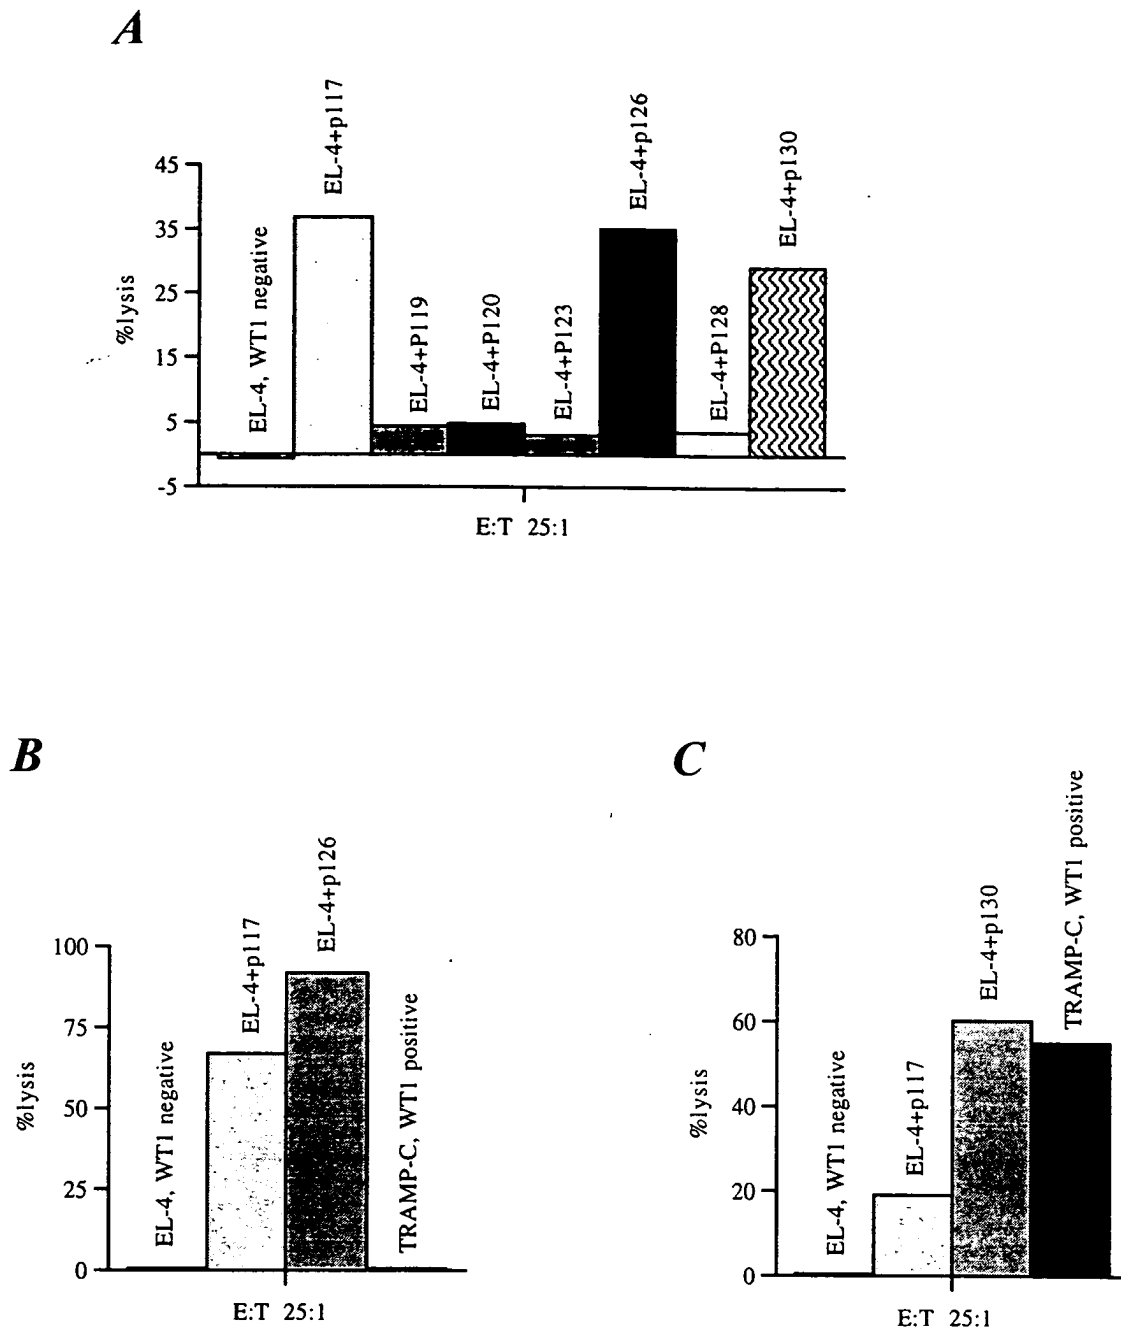 A
%lysis
45
35
25
15
5
-5
EL-4, WT1 negative
EL-4+p117
EL-4+P119
EL-4+P120
EL-4+P123
EL-4+p126
EL-4+P128
EL-4+p130
E:T 25:1
B
%lysis
100
75
50
25
0
EL-4, WT1 negative
EL-4+p117
EL-4+p126
TRAMP-C, WT1 positive
E:T 25:1
C
%lysis
80
60
40
20
0
EL-4, WT1 negative
EL-4+p117
EL-4+p130
TRAMP-C, WT1 positive
E:T 25:1